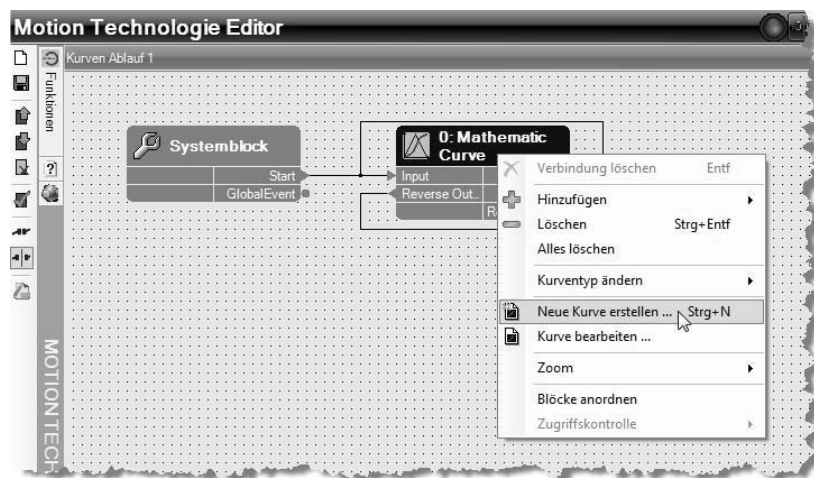 Motion Technologie Editor
Kurven Ablauf 1
Funktionen
Systemblock
Start
GlobalEvent
0: Mathematic
Curve
Input
Reverse Out..
R
Verbindung löschen Entf
Hinzufügen
Löschen Strg+Entf
Alles löschen
Kurventyp ändern
Neue Kurve erstellen ... Strg+N
Kurve bearbeiten ...
Zoom
Blöcke anordnen
Zugriffskontrolle
MOTION TECH